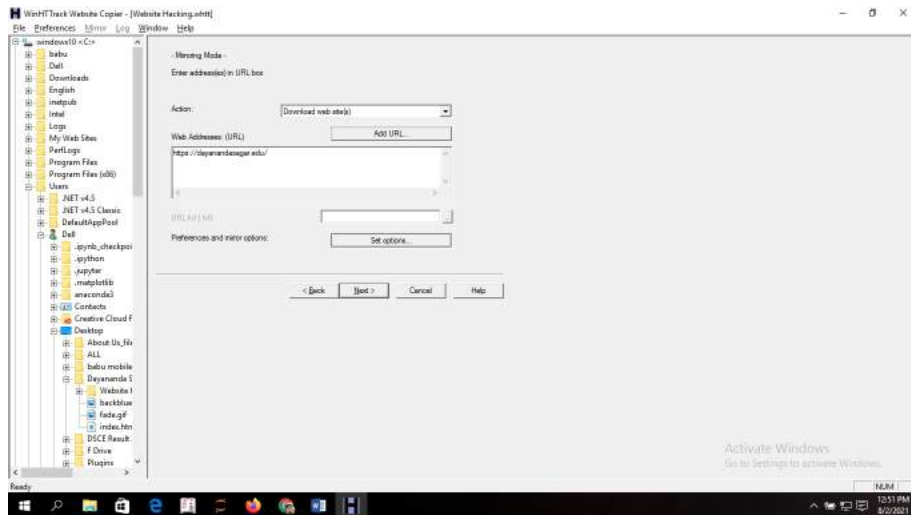 WinHTTrack Website Copier - [Website Hacking.whtt]
File Preferences Mirror Log Window Help
windows10 <C:>
babu
Dell
Downloads
English
inetpub
Intel
Logs
My Web Sites
PerfLogs
Program Files
Program Files (x86)
Users
.NET v4.5
.NET v4.5 Classic
DefaultAppPool
Dell
.ipynb_checkpoi
.ipython
.jupyter
.matplotlib
anaconda3
Contacts
Creative Cloud F
Desktop
About Us_file
ALL
babu mobile
Dayananda S
Website H
backblue
fade.gif
index.htm
DSCE Result
F Drive
Plugins
- Mirroring Mode -
Enter address(es) in URL box
Action:
Download web site(s)
Web Addresses: (URL)
Add URL...
https://dayanandasagar.edu/
URL list (.txt)
Preferences and mirror options:
Set options...
< Back Next > Cancel Help
Activate Windows
Go to Settings to activate Windows.
Ready
NUM
12:51 PM
8/2/2021